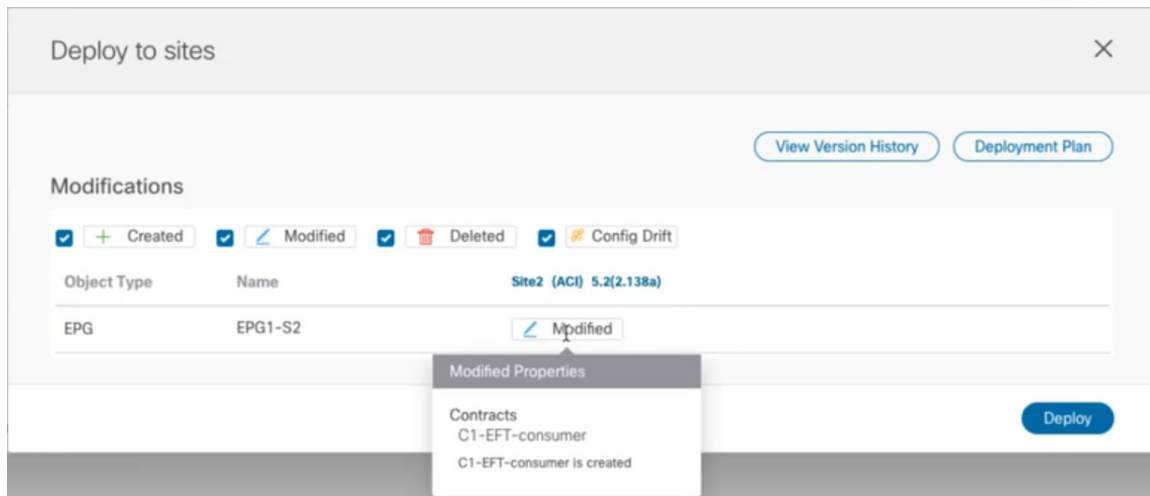 Deploy to sites
View Version History
Deployment Plan
Modifications
Created
Modified
Deleted
Config Drift
Object Type
Name
Site2 (ACI) 5.2(2.138a)
EPG
EPG1-S2
Modified
Modified Properties
Contracts
C1-EFT-consumer
C1-EFT-consumer is created
Deploy